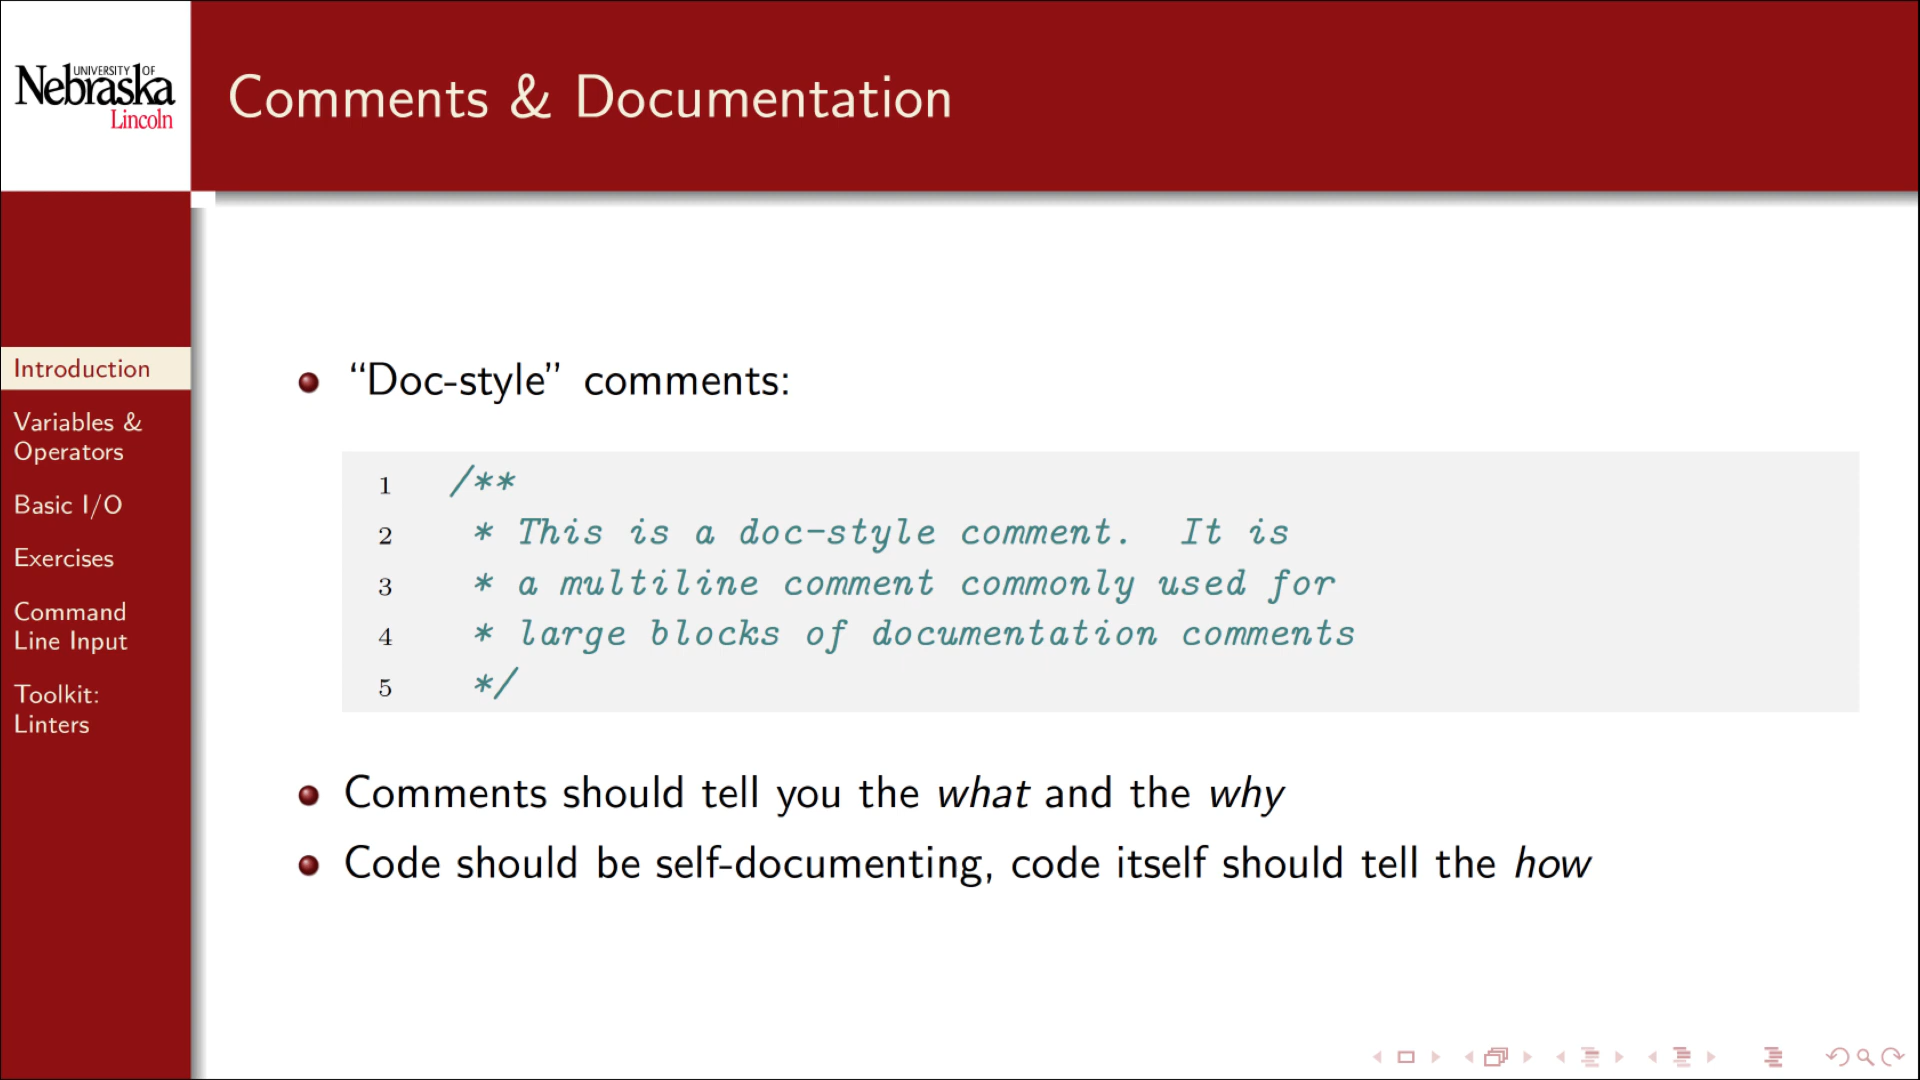 UNIVERSITY OF
Nebraska
Lincoln
Comments & Documentation
Introduction
Variables &
Operators
Basic I/O
Exercises
Command
Line Input
Toolkit:
Linters
“Doc-style” comments:
1 /**
2 * This is a doc-style comment.  It is
3 * a multiline comment commonly used for
4 * large blocks of documentation comments
5 */
Comments should tell you the what and the why
Code should be self-documenting, code itself should tell the how